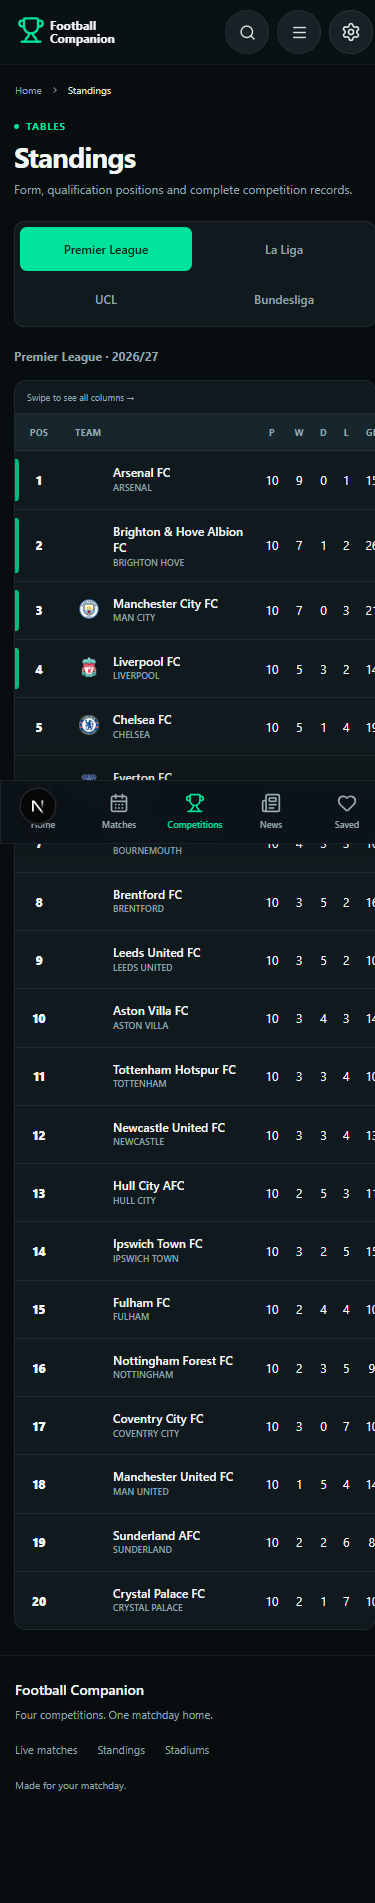 Football
Companion
Home > Standings
TABLES
Standings
Form, qualification positions and complete competition records.
Premier League La Liga
UCL Bundesliga
Premier League · 2026/27
Swipe to see all columns →
POS TEAM P W D L
1 Arsenal FC 10 9 0 1
ARSENAL
2 Brighton & Hove Albion FC 10 7 1 2
BRIGHTON HOVE
3 Manchester City FC 10 7 0 3
MAN CITY
4 Liverpool FC 10 5 3 2
LIVERPOOL
5 Chelsea FC 10 5 1 4
CHELSEA
Everton FC
N
Home Matches Competitions News Saved
BOURNEMOUTH
8 Brentford FC 10 3 5 2
BRENTFORD
9 Leeds United FC 10 3 5 2
LEEDS UNITED
10 Aston Villa FC 10 3 4 3
ASTON VILLA
11 Tottenham Hotspur FC 10 3 3 4
TOTTENHAM
12 Newcastle United FC 10 3 3 4
NEWCASTLE
13 Hull City AFC 10 2 5 3
HULL CITY
14 Ipswich Town FC 10 3 2 5
IPSWICH TOWN
15 Fulham FC 10 2 4 4
FULHAM
16 Nottingham Forest FC 10 2 3 5 9
NOTTINGHAM
17 Coventry City FC 10 3 0 7
COVENTRY CITY
18 Manchester United FC 10 1 5 4
MAN UNITED
19 Sunderland AFC 10 2 2 6 8
SUNDERLAND
20 Crystal Palace FC 10 2 1 7
CRYSTAL PALACE
Football Companion
Four competitions. One matchday home.
Live matches Standings Stadiums
Made for your matchday.